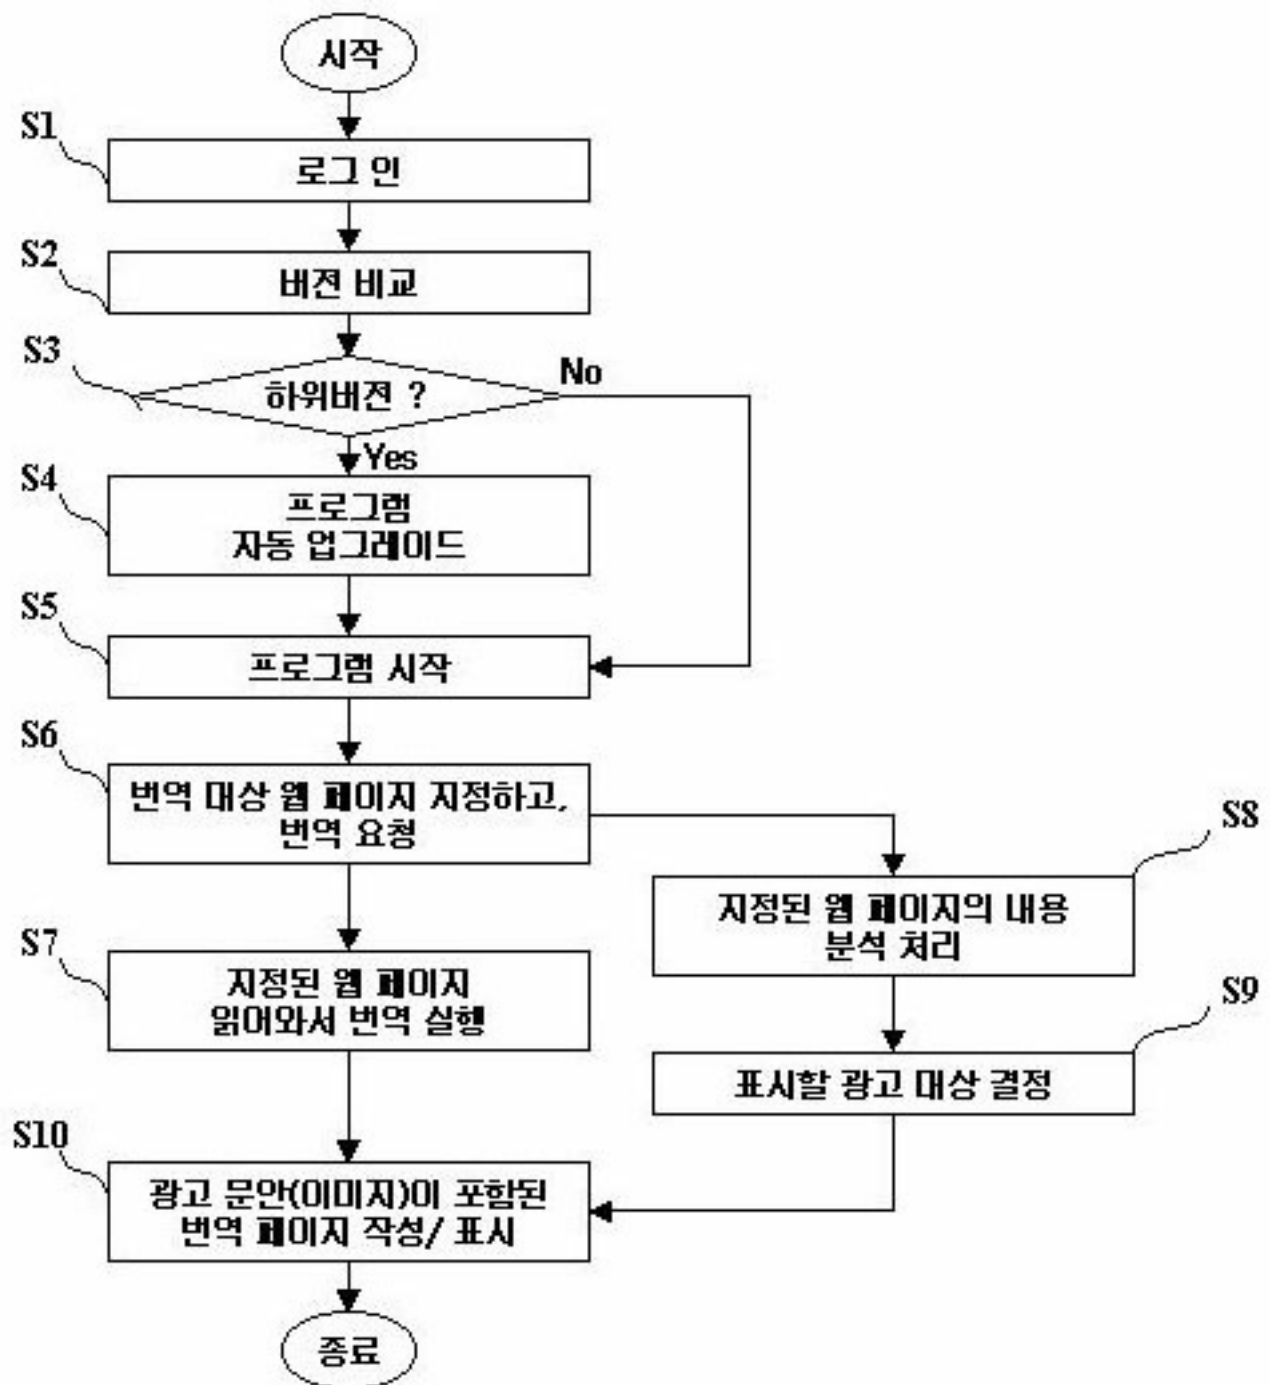 시작
S1
로그 인
S2
버젼 비교
S3
하위버젼 ?
No
Yes
S4
프로그램
자동 업그레이드
S5
프로그램 시작
S6
번역 대상 웹 페이지 지정하고,
번역 요청
S8
지정된 웹 페이지의 내용
분석 처리
S7
지정된 웹 페이지
읽어와서 번역 실행
S9
표시할 광고 대상 결정
S10
광고 문안(이미지)이 포함된
번역 페이지 작성/ 표시
종료